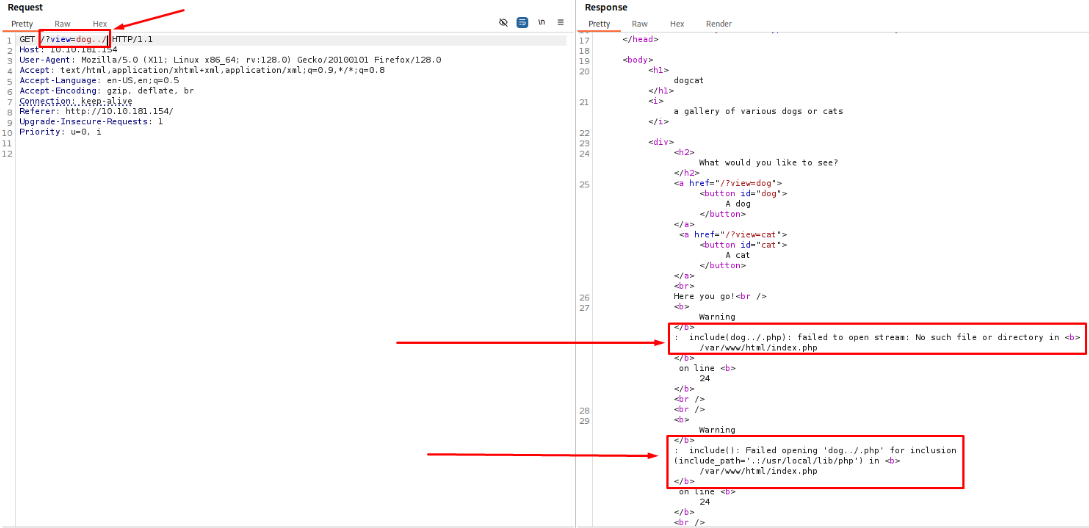 Request
Pretty Raw Hex
\n
1 GET /?view=dog../ HTTP/1.1
2 Host: 10.10.181.154
3 User-Agent: Mozilla/5.0 (X11; Linux x86_64; rv:128.0) Gecko/20100101 Firefox/128.0
4 Accept: text/html,application/xhtml+xml,application/xml;q=0.9,*/*;q=0.8
5 Accept-Language: en-US,en;q=0.5
6 Accept-Encoding: gzip, deflate, br
7 Connection: keep-alive
8 Referer: http://10.10.181.154/
9 Upgrade-Insecure-Requests: 1
10 Priority: u=0, i
11
12
Response
Pretty Raw Hex Render
17 </head>
18
19 <body>
20 <h1>
dogcat
</h1>
21 <i>
a gallery of various dogs or cats
</i>
22
23 <div>
24 <h2>
What would you like to see?
</h2>
25 <a href="/?view=dog">
<button id="dog">
A dog
</button>
</a>
<a href="/?view=cat">
<button id="cat">
A cat
</button>
</a>
<br>
26 Here you go!<br />
27 <b>
Warning
</b>
: include(dog../.php): failed to open stream: No such file or directory in <b>
/var/www/html/index.php
</b>
on line <b>
24
</b>
<br />
28 <br />
29 <b>
Warning
</b>
: include(): Failed opening 'dog../.php' for inclusion
(include_path='.:/usr/local/lib/php') in <b>
/var/www/html/index.php
</b>
on line <b>
24
</b>
<br />